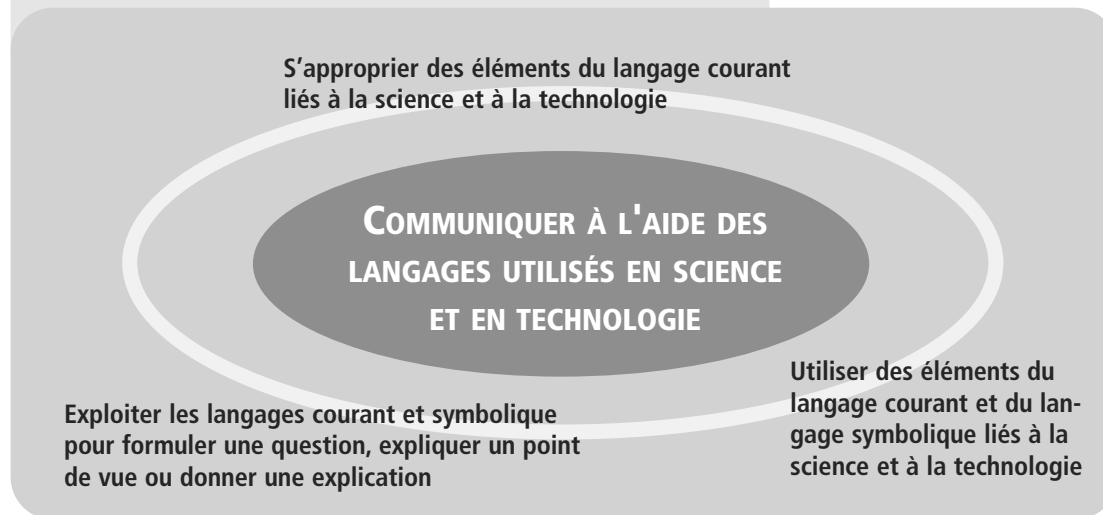 S’approprier des éléments du langage courant
liés à la science et à la technologie
COMMUNIQUER À L'AIDE DES
LANGAGES UTILISÉS EN SCIENCE
ET EN TECHNOLOGIE
Exploiter les langages courant et symbolique
pour formuler une question, expliquer un point
de vue ou donner une explication
Utiliser des éléments du
langage courant et du lan-
gage symbolique liés à la
science et à la technologie